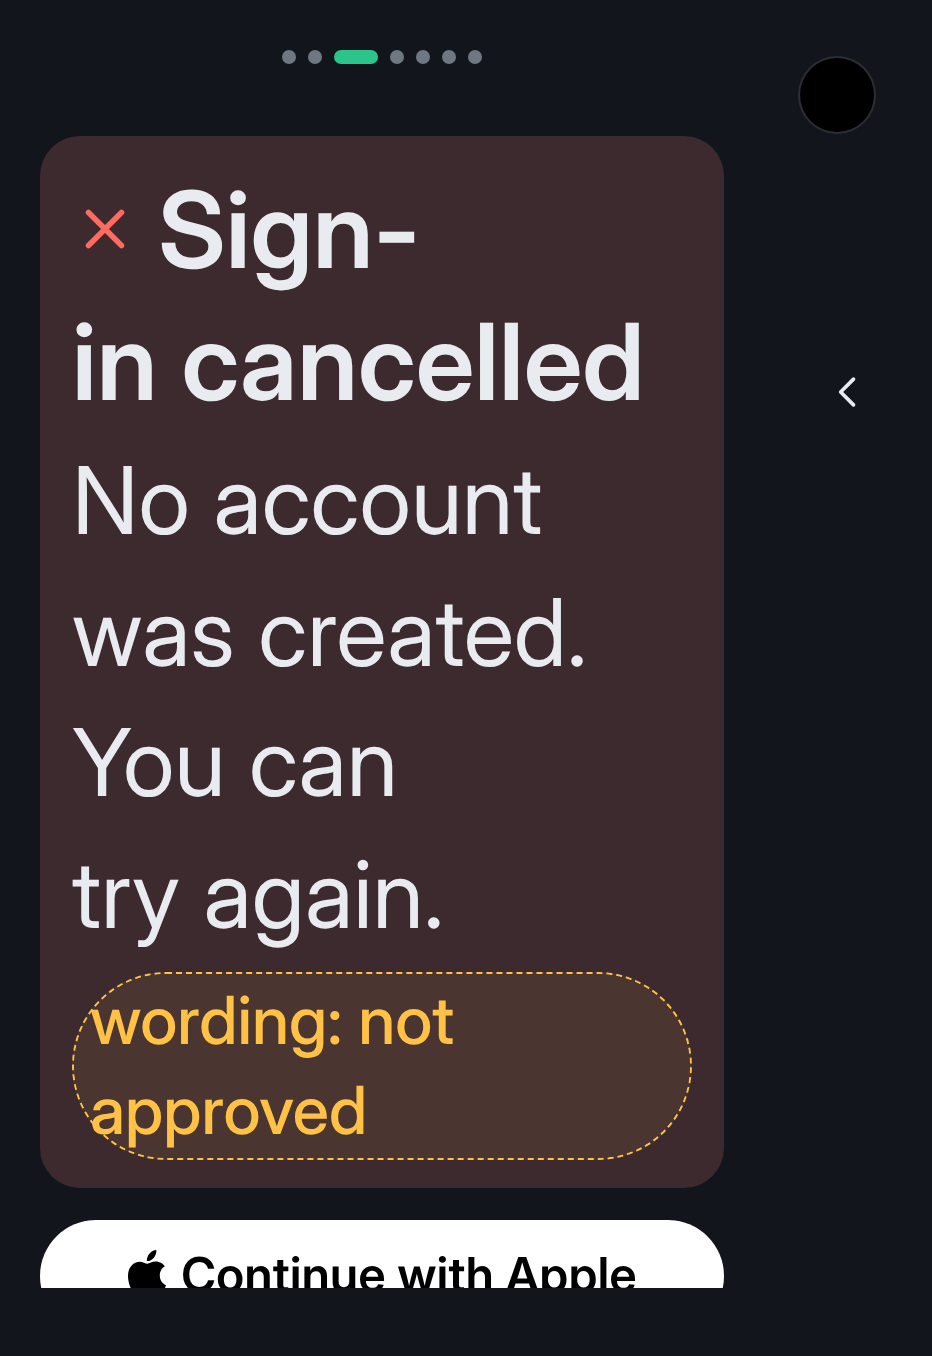 Sign-
in cancelled
No account
was created.
You can
try again.
wording: not
approved
Continue with Apple